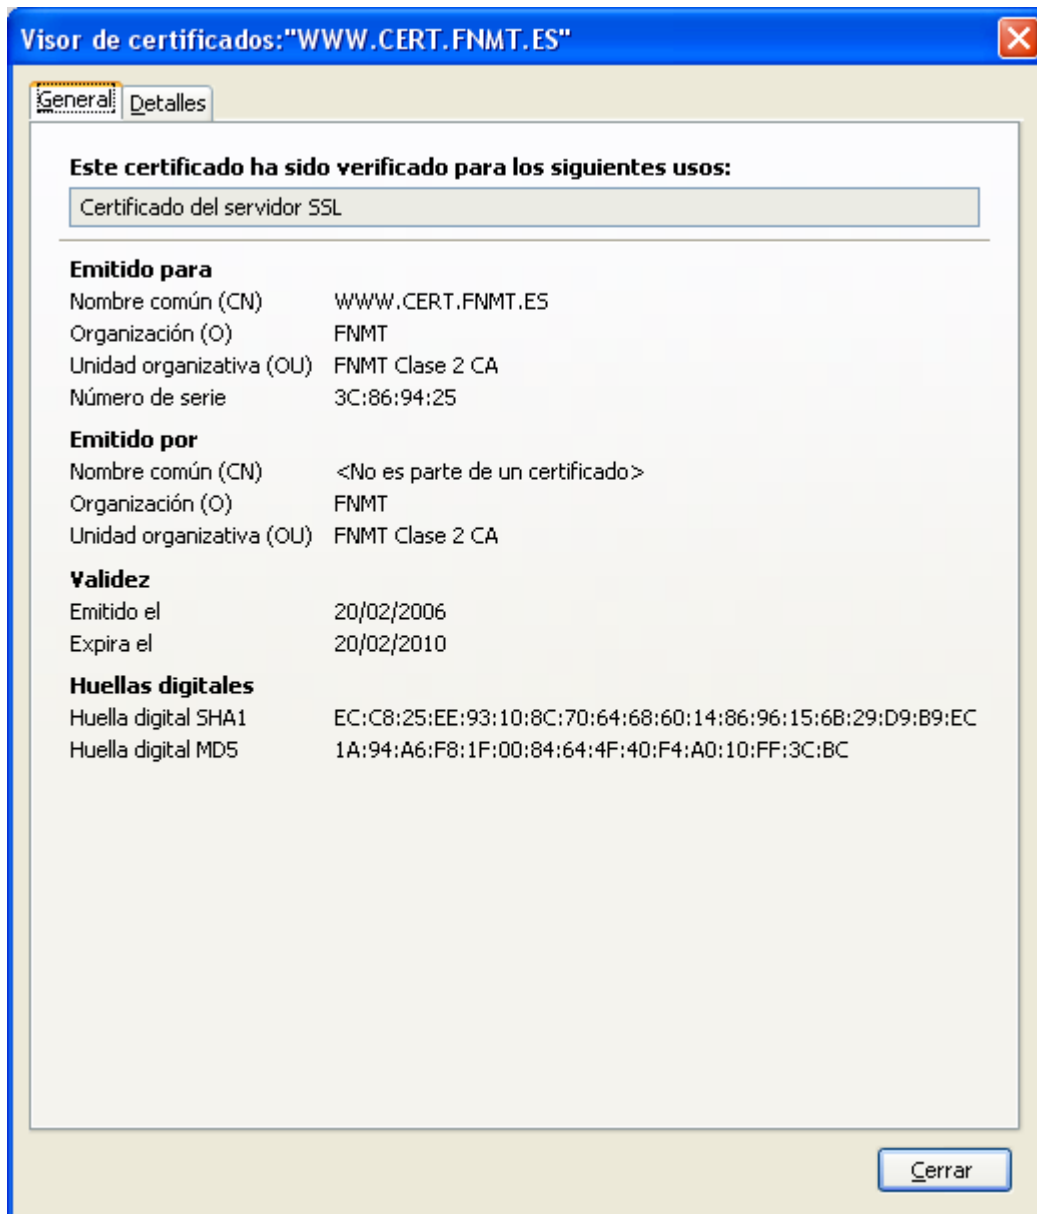 Visor de certificados:"WWW.CERT.FNMT.ES"
General Detalles
Este certificado ha sido verificado para los siguientes usos:
Certificado del servidor SSL
Emitido para
Nombre común (CN) WWW.CERT.FNMT.ES
Organización (O) FNMT
Unidad organizativa (OU) FNMT Clase 2 CA
Número de serie 3C:86:94:25
Emitido por
Nombre común (CN) <No es parte de un certificado>
Organización (O) FNMT
Unidad organizativa (OU) FNMT Clase 2 CA
Validez
Emitido el 20/02/2006
Expira el 20/02/2010
Huellas digitales
Huella digital SHA1 EC:C8:25:EE:93:10:8C:70:64:68:60:14:86:96:15:6B:29:D9:B9:EC
Huella digital MD5 1A:94:A6:F8:1F:00:84:64:4F:40:F4:A0:10:FF:3C:BC
Cerrar